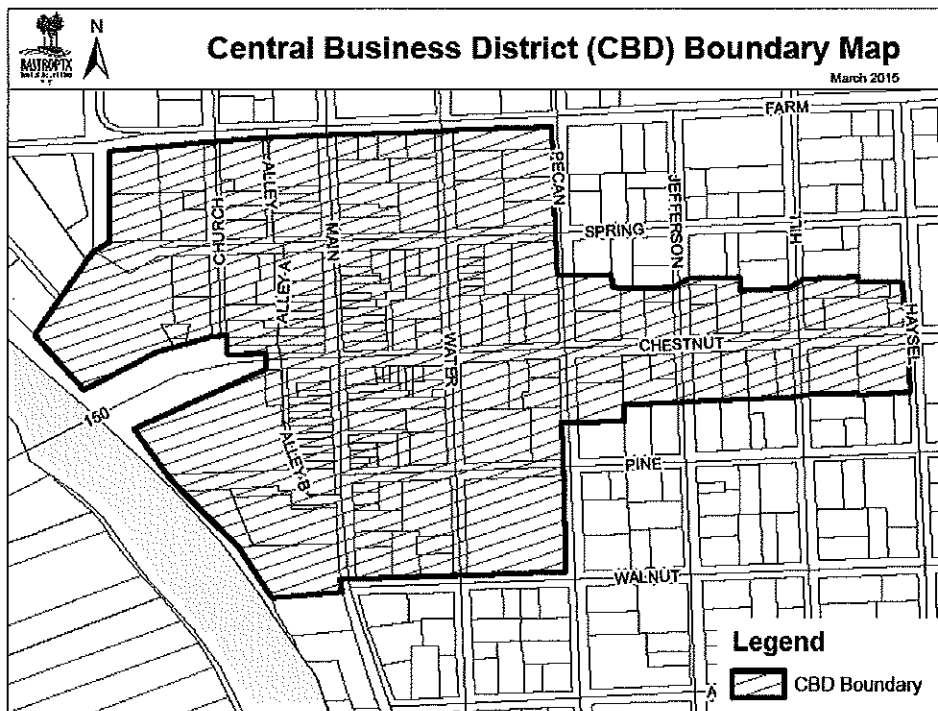 BASTROPTX
N
Central Business District (CBD) Boundary Map
March 2015
FARM
PECAN
ALLEY
CHURCH
MAIN
JEFFERSON
HILL
SPRING
ALLEY A
HAYSEL
WATER
CHESTNUT
150
ALLEY B
PINE
WALNUT
Legend
CBD Boundary